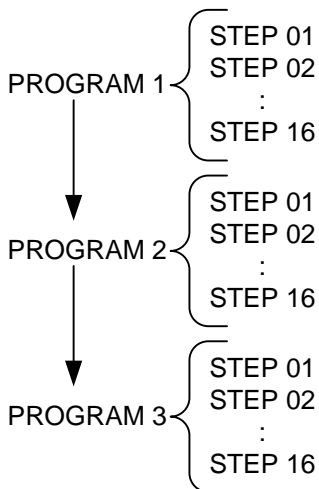 PROGRAM 1
STEP 01
STEP 02
:
STEP 16
PROGRAM 2
STEP 01
STEP 02
:
STEP 16
PROGRAM 3
STEP 01
STEP 02
:
STEP 16